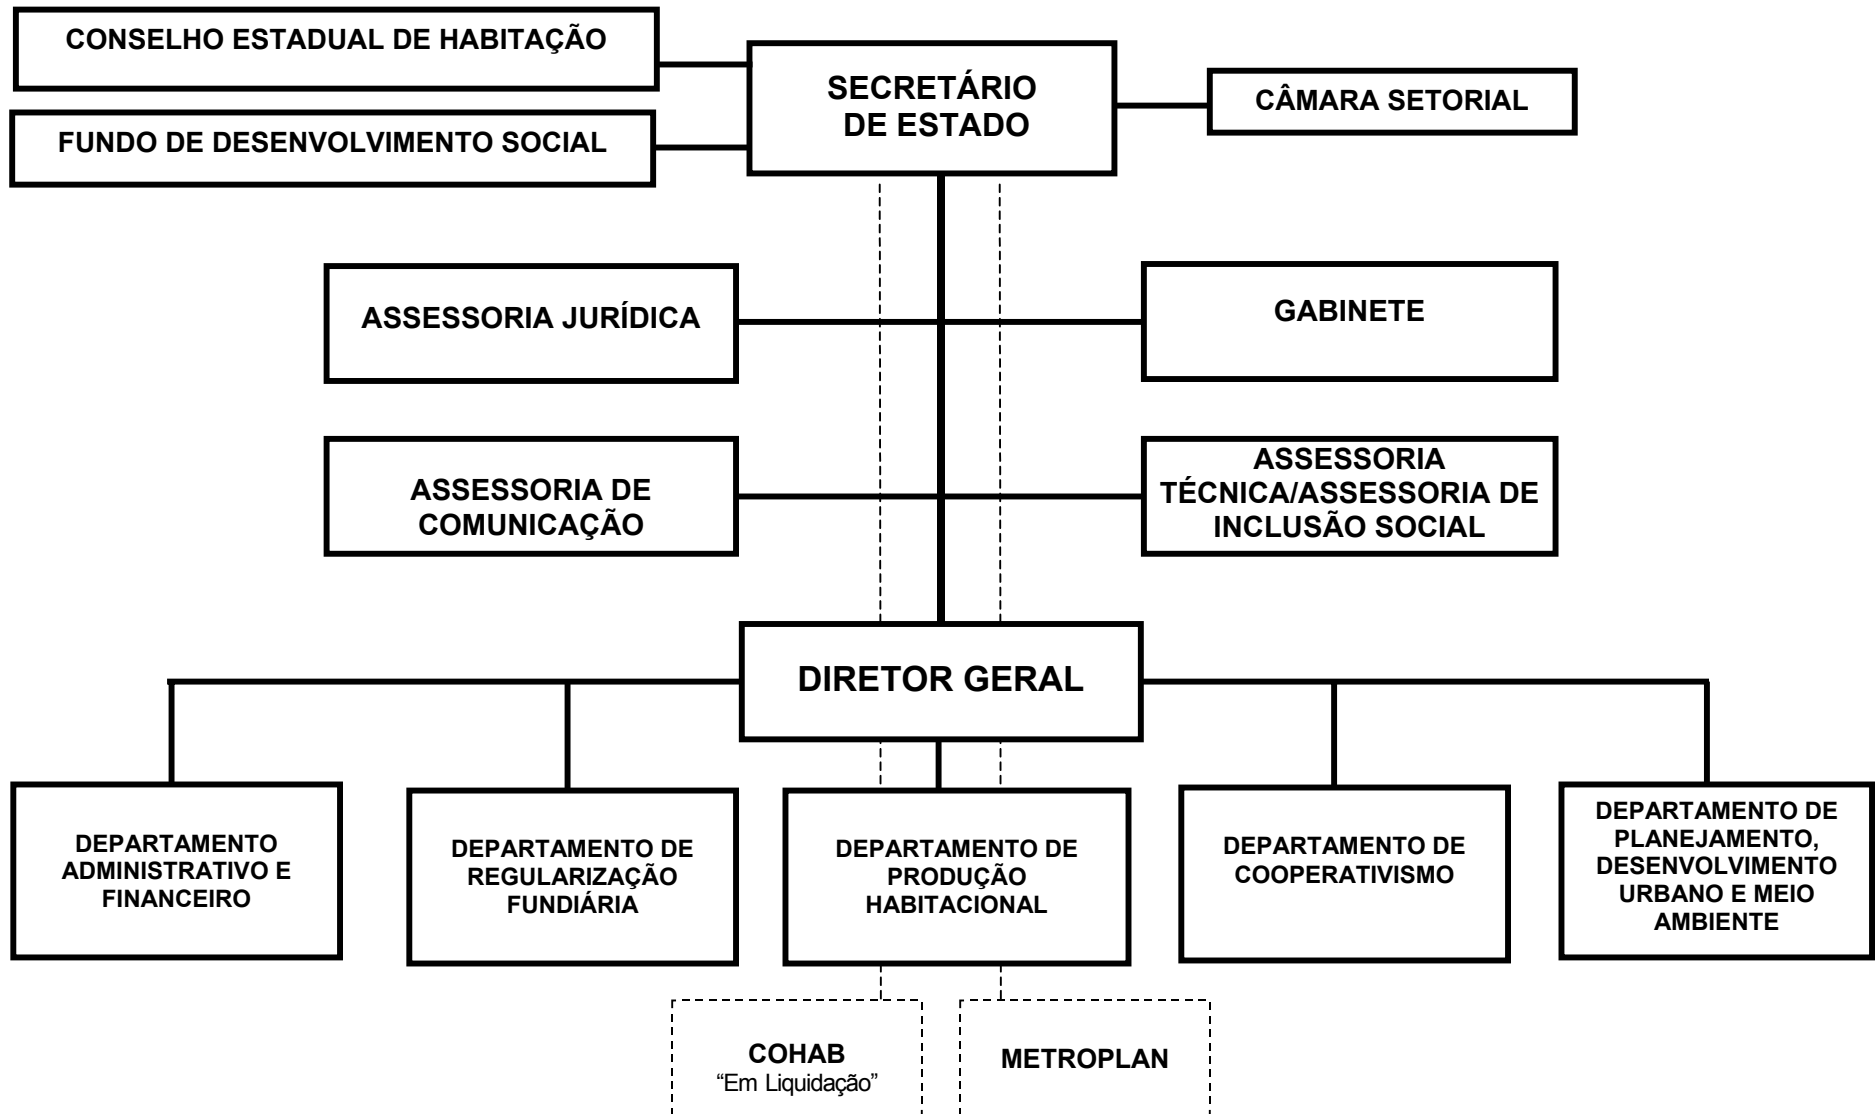 CONSELHO ESTADUAL DE HABITAÇÃO
FUNDO DE DESENVOLVIMENTO SOCIAL
SECRETÁRIO
DE ESTADO
CÂMARA SETORIAL
ASSESSORIA JURÍDICA
GABINETE
ASSESSORIA DE
COMUNICAÇÃO
ASSESSORIA
TÉCNICA/ASSESSORIA DE
INCLUSÃO SOCIAL
DIRETOR GERAL
DEPARTAMENTO
ADMINISTRATIVO E
FINANCEIRO
DEPARTAMENTO DE
REGULARIZAÇÃO
FUNDIÁRIA
DEPARTAMENTO DE
PRODUÇÃO
HABITACIONAL
DEPARTAMENTO DE
COOPERATIVISMO
DEPARTAMENTO DE
PLANEJAMENTO,
DESENVOLVIMENTO
URBANO E MEIO
AMBIENTE
COHAB
“Em Liquidação”
METROPLAN